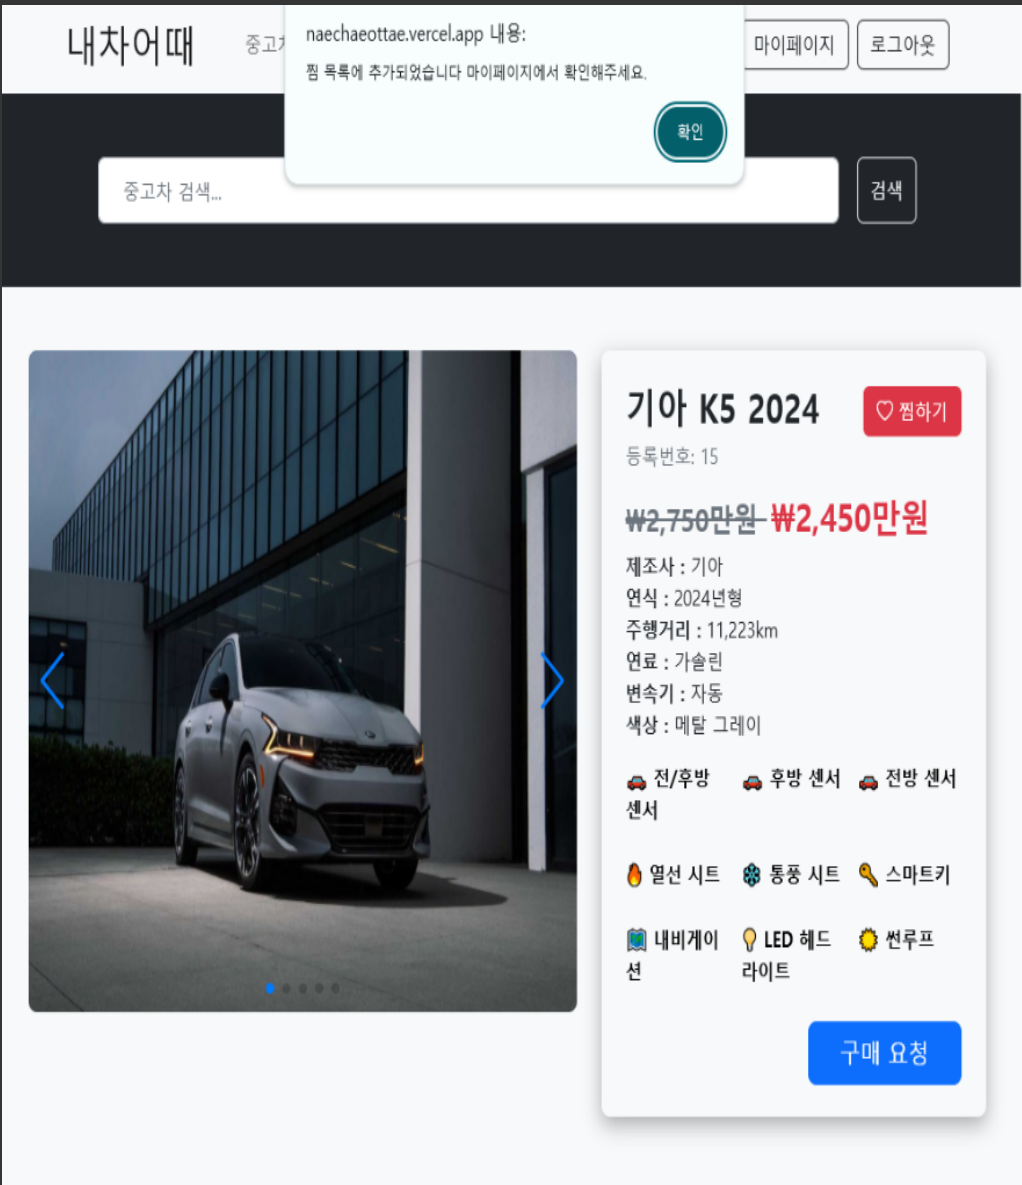 내차어때
naechaeottae.vercel.app 내용:
찜 목록에 추가되었습니다 마이페이지에서 확인해주세요.
확인
마이페이지
로그아웃
중고차 검색...
검색
기아 K5 2024
♡ 찜하기
등록번호: 15
₩2,750만원 ₩2,450만원
제조사 : 기아
연식 : 2024년형
주행거리 : 11,223km
연료 : 가솔린
변속기 : 자동
색상 : 메탈 그레이
🚗 전/후방
센서
🚗 후방 센서
🚗 전방 센서
🔥 열선 시트
❄️ 통풍 시트
🔑 스마트키
🗺️ 내비게이
션
💡 LED 헤드
라이트
☀️ 썬루프
구매 요청